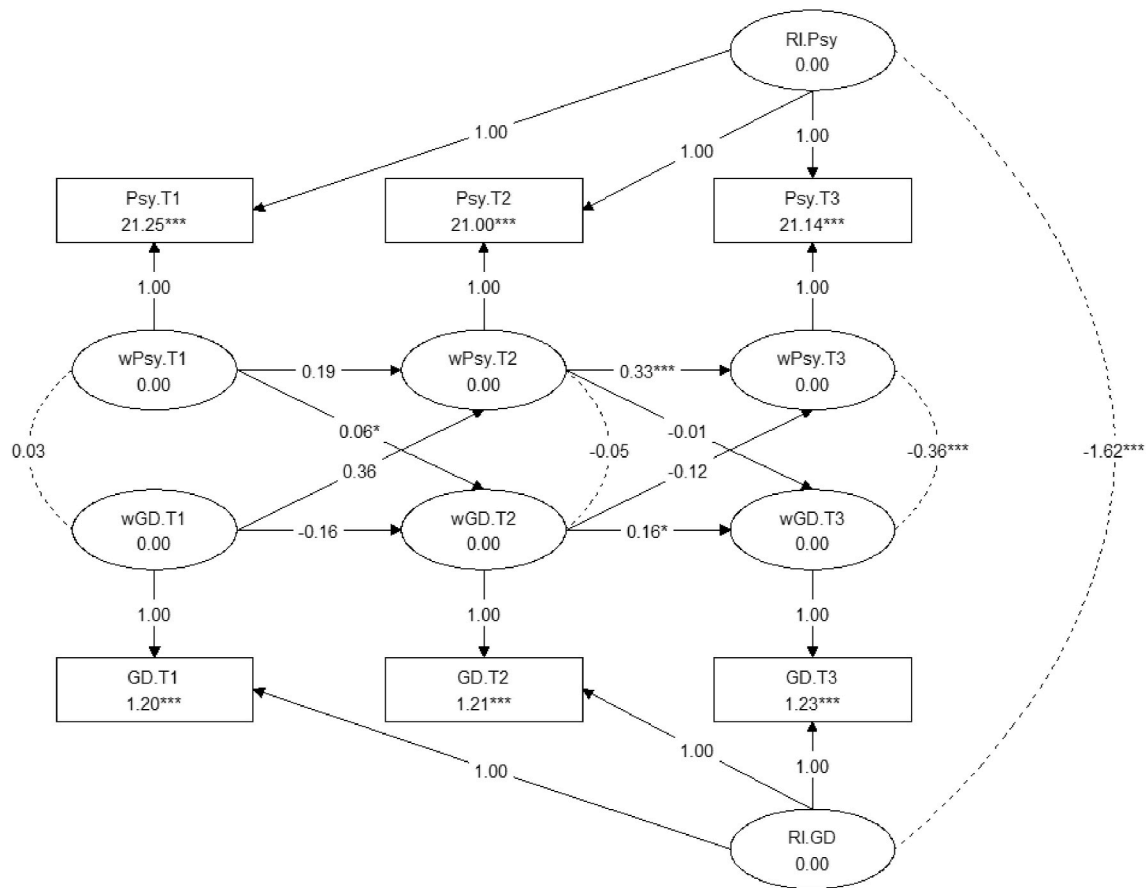 RI.Psy
0.00
1.00
1.00
1.00
Psy.T1
21.25***
Psy.T2
21.00***
Psy.T3
21.14***
1.00
1.00
1.00
wPsy.T1
0.00
wPsy.T2
0.00
wPsy.T3
0.00
0.19
0.33***
0.06*
-0.01
0.03
0.36
-0.05
-0.12
-0.36***
-1.62***
wGD.T1
0.00
wGD.T2
0.00
wGD.T3
0.00
-0.16
0.16*
1.00
1.00
1.00
GD.T1
1.20***
GD.T2
1.21***
GD.T3
1.23***
1.00
1.00
1.00
RI.GD
0.00